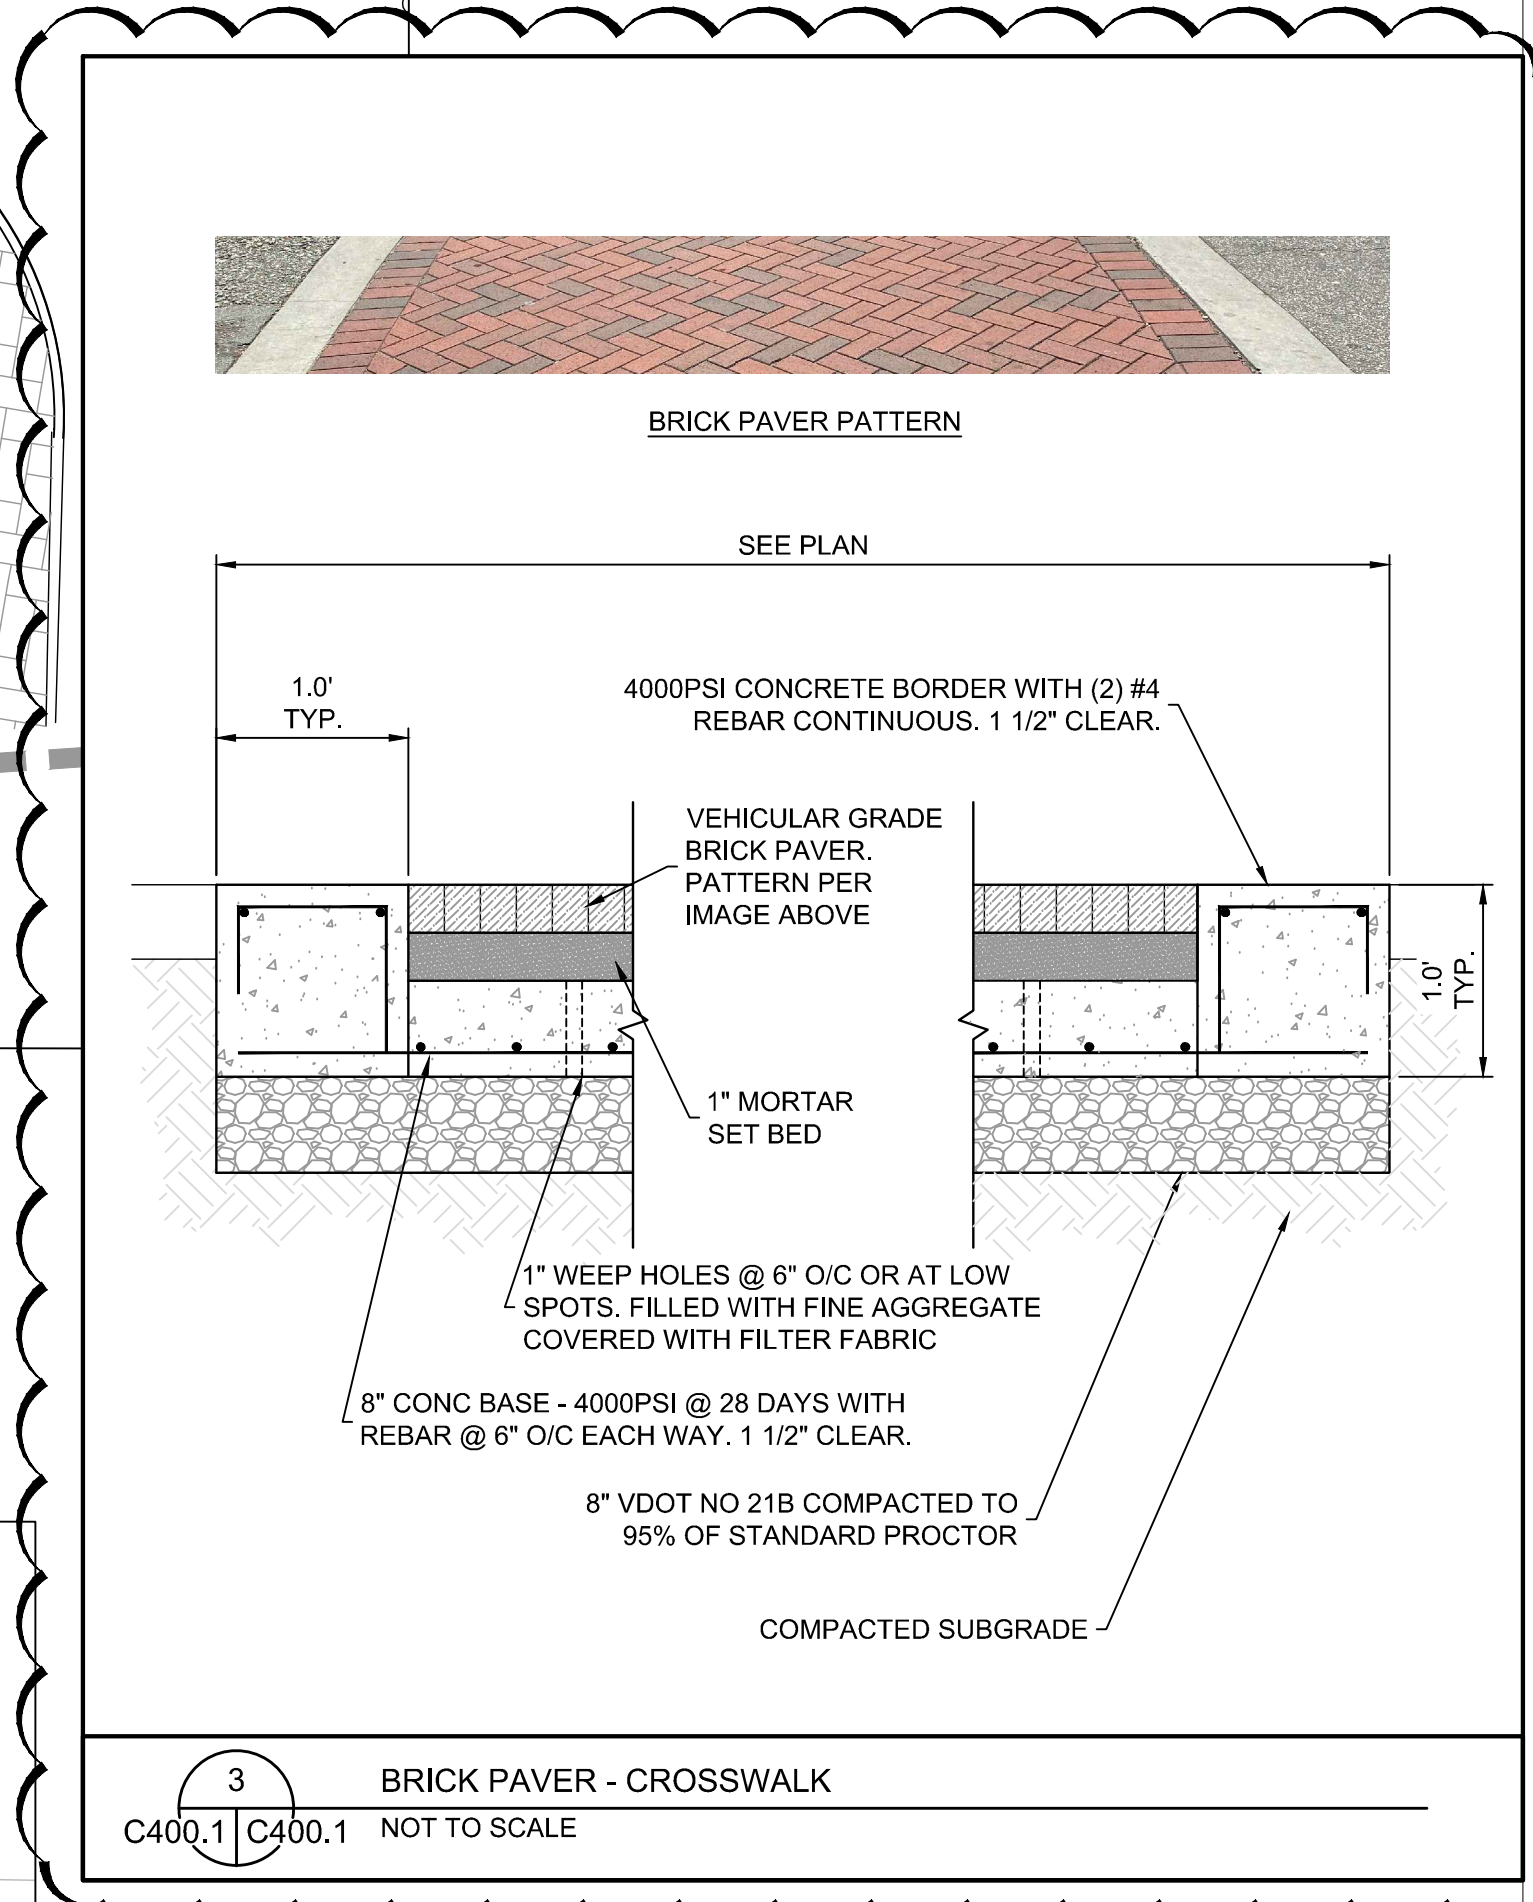 BRICK PAVER PATTERN
SEE PLAN
1.0'
TYP.
4000PSI CONCRETE BORDER WITH (2) #4
REBAR CONTINUOUS. 1 1/2" CLEAR.
VEHICULAR GRADE
BRICK PAVER.
PATTERN PER
IMAGE ABOVE
1.0'
TYP.
1" MORTAR
SET BED
1" WEEP HOLES @ 6" O/C OR AT LOW
SPOTS. FILLED WITH FINE AGGREGATE
COVERED WITH FILTER FABRIC
8" CONC BASE - 4000PSI @ 28 DAYS WITH
REBAR @ 6" O/C EACH WAY. 1 1/2" CLEAR.
8" VDOT NO 21B COMPACTED TO
95% OF STANDARD PROCTOR
COMPACTED SUBGRADE
3
BRICK PAVER - CROSSWALK
C400.1
C400.1
NOT TO SCALE